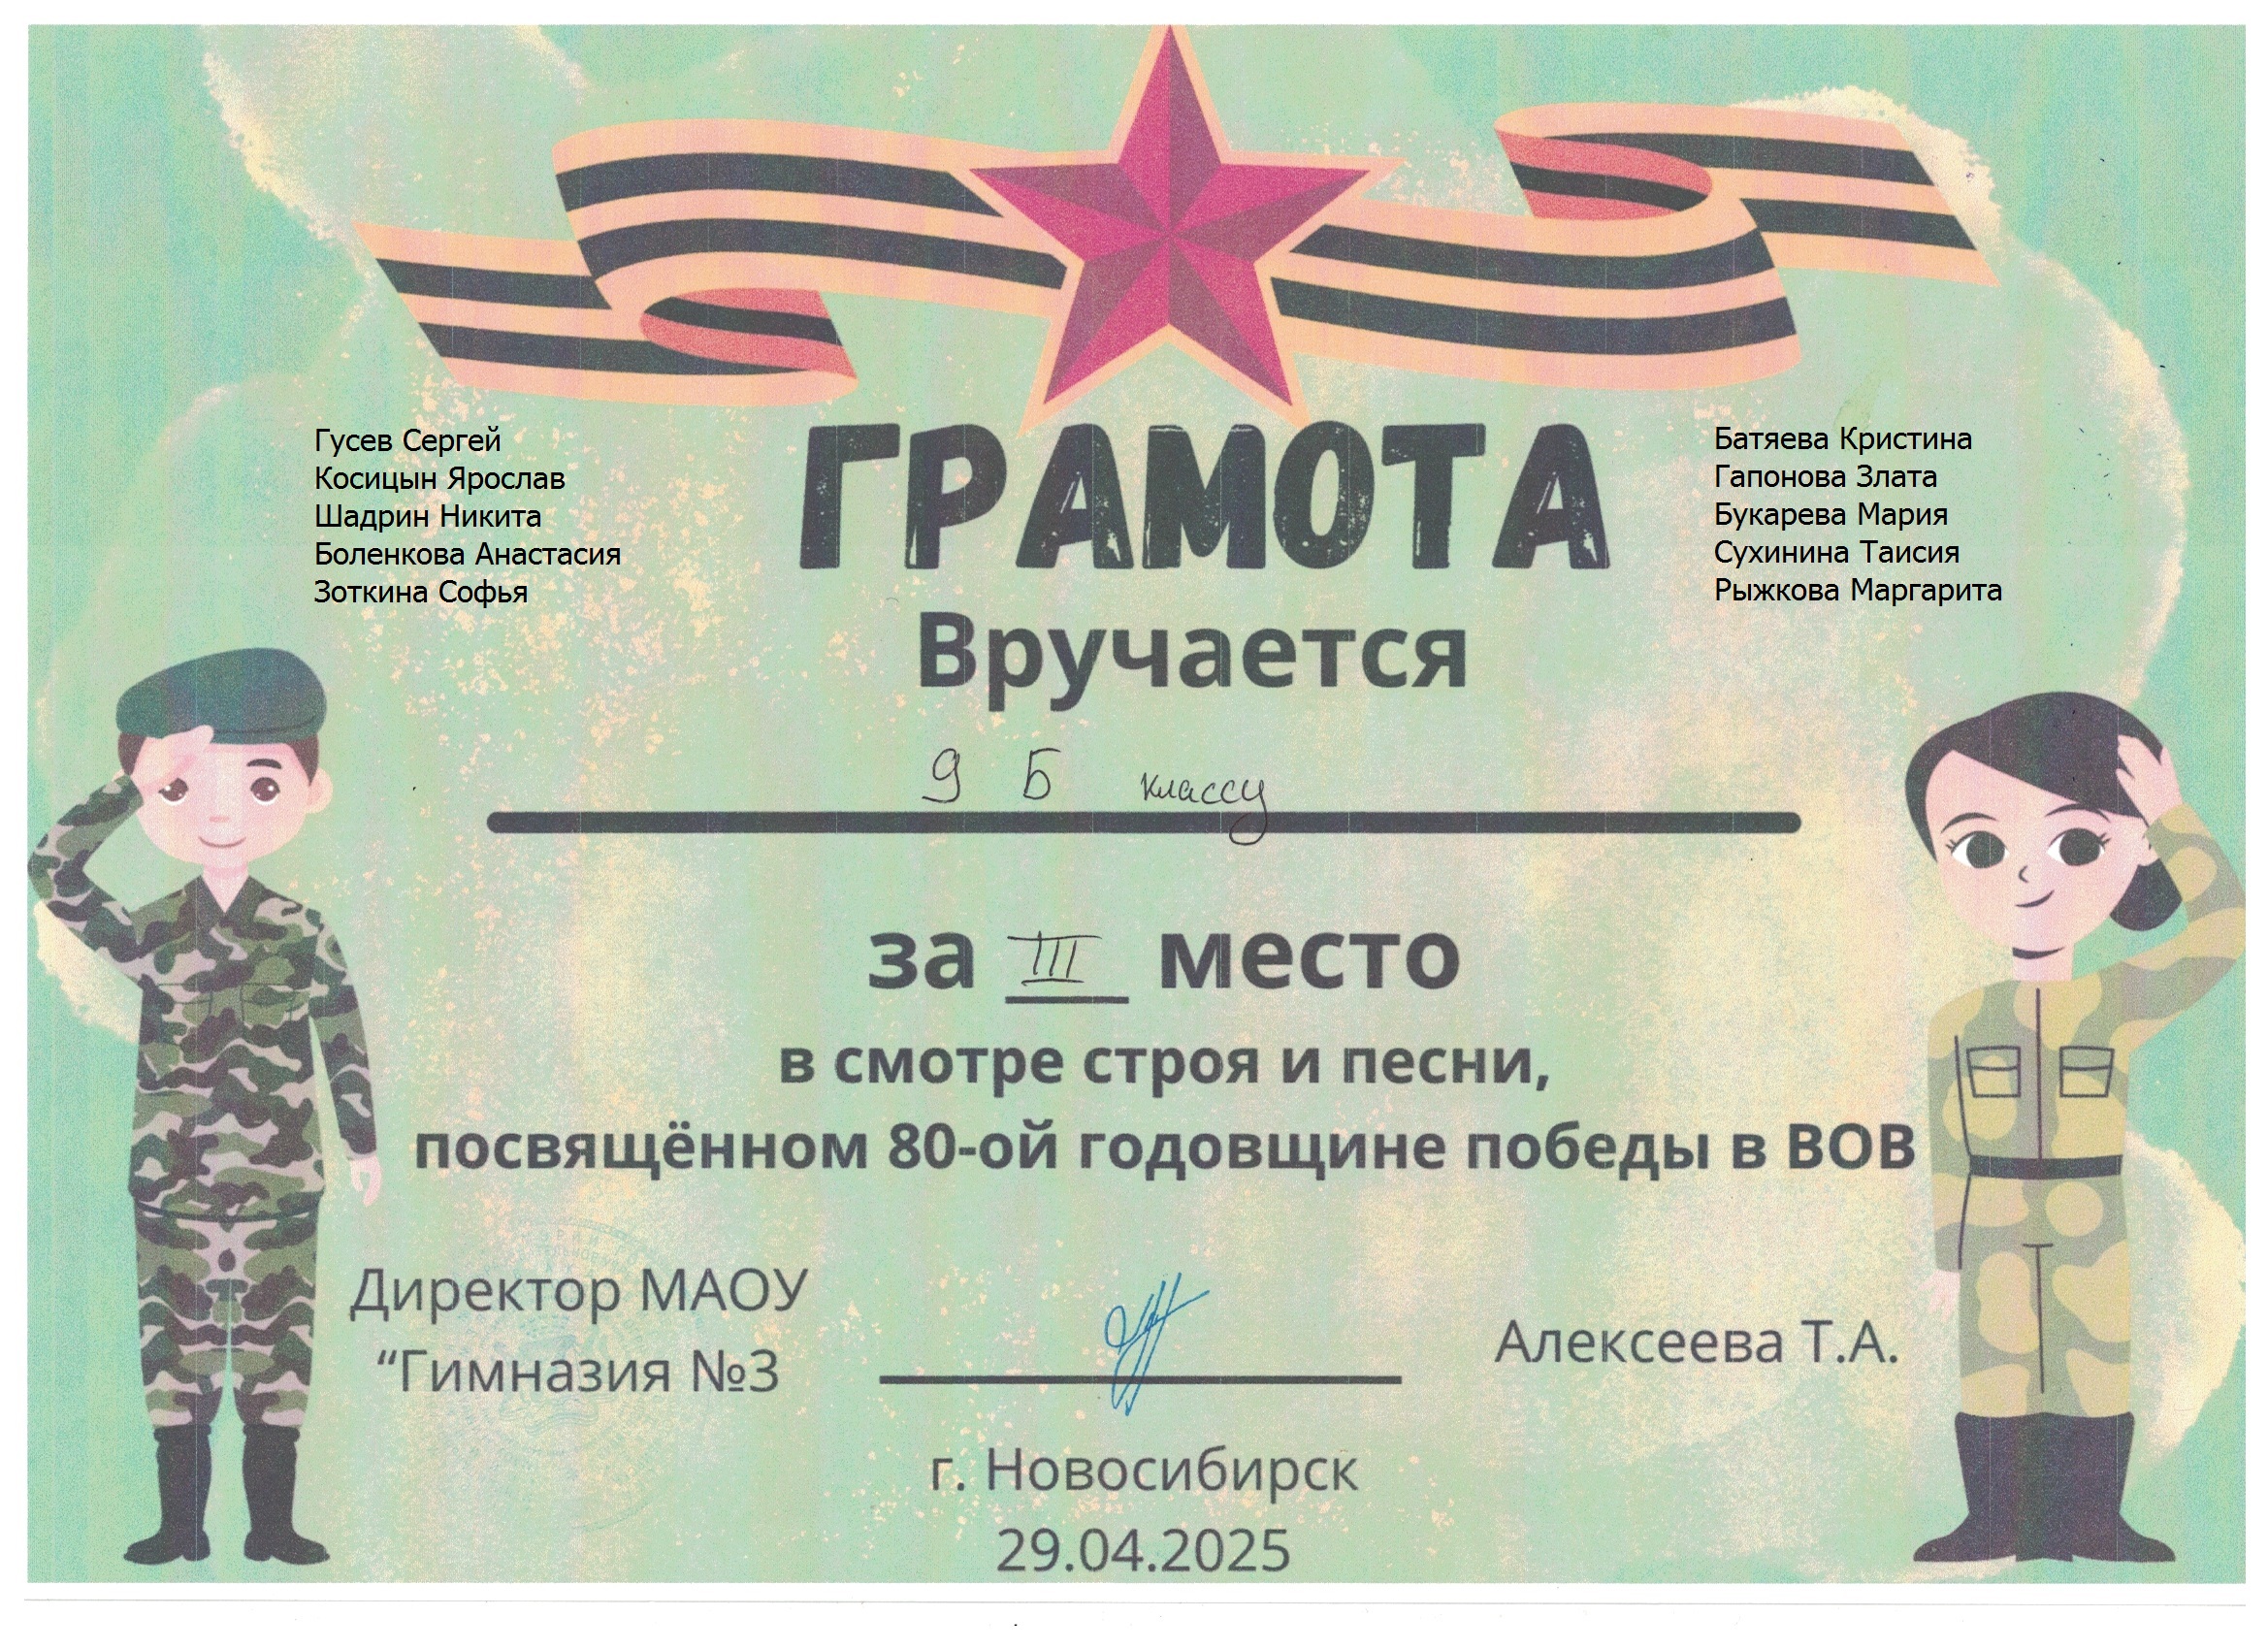 Гусев Сергей
Косицын Ярослав
Шадрин Никита
Боленкова Анастасия
Зоткина Софья
Батяева Кристина
Гапонова Злата
Букарева Мария
Сухинина Таисия
Рыжкова Маргарита
ГРАМОТА
Вручается
9 Б классу
за III место
в смотре строя и песни,
посвящённом 80-ой годовщине победы в ВОВ
Директор МАОУ
“Гимназия №3
Алексеева Т.А.
г. Новосибирск
29.04.2025